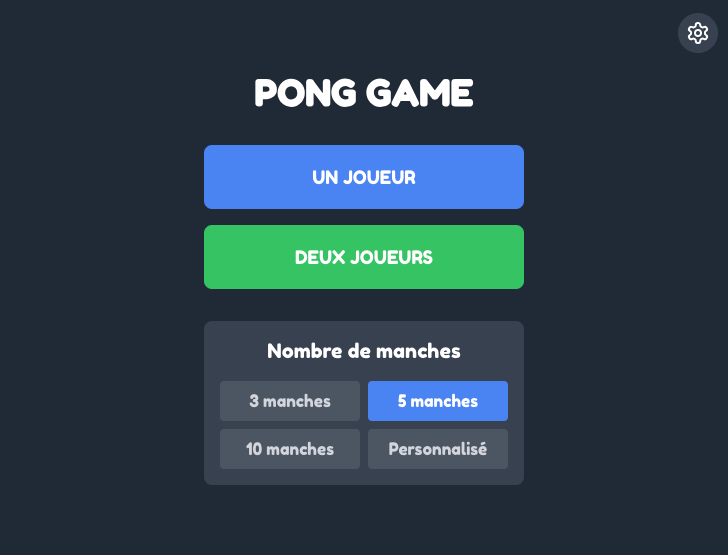 PONG GAME
UN JOUEUR
DEUX JOUEURS
Nombre de manches
3 manches
5 manches
10 manches
Personnalisé